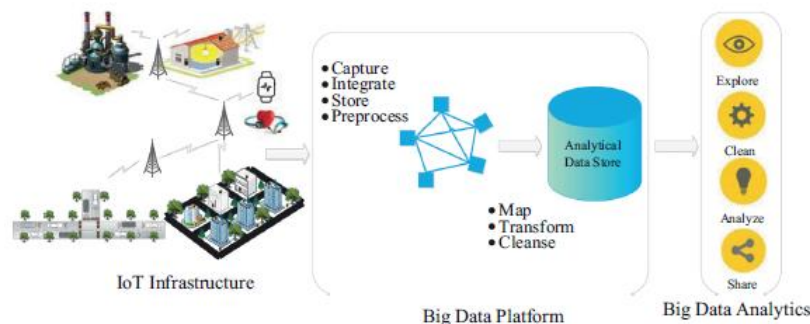 • Capture
• Integrate
• Store
• Preprocess
Analytical
Data Store
• Map
• Transform
• Cleanse
Explore
Clean
Analyze
Share
IoT Infrastructure
Big Data Platform
Big Data Analytics